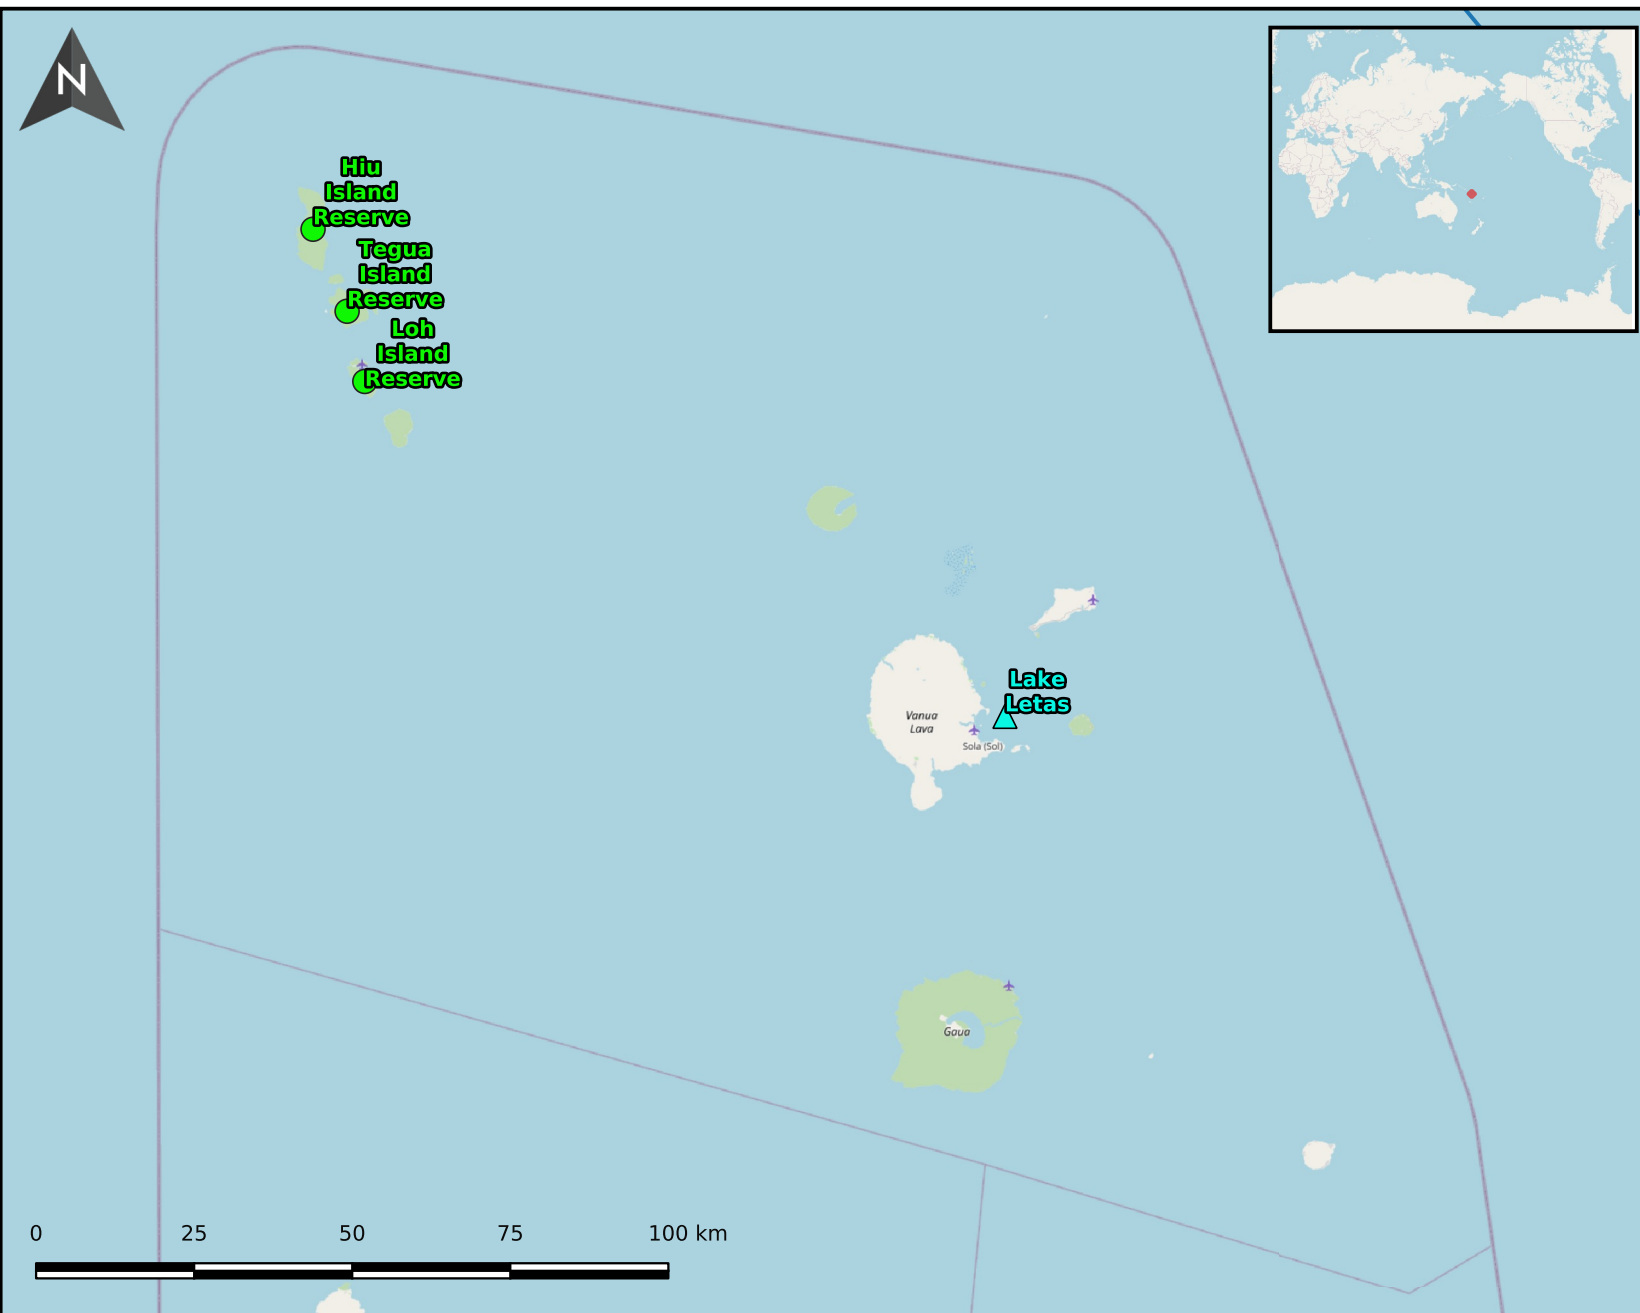 N
Hiu
Island
Reserve
Tegua
Island
Reserve
Loh
Island
Reserve
Lake
Letas
Vanua
Lava
Sola (Sol)
Gaua
0 25 50 75 100 km